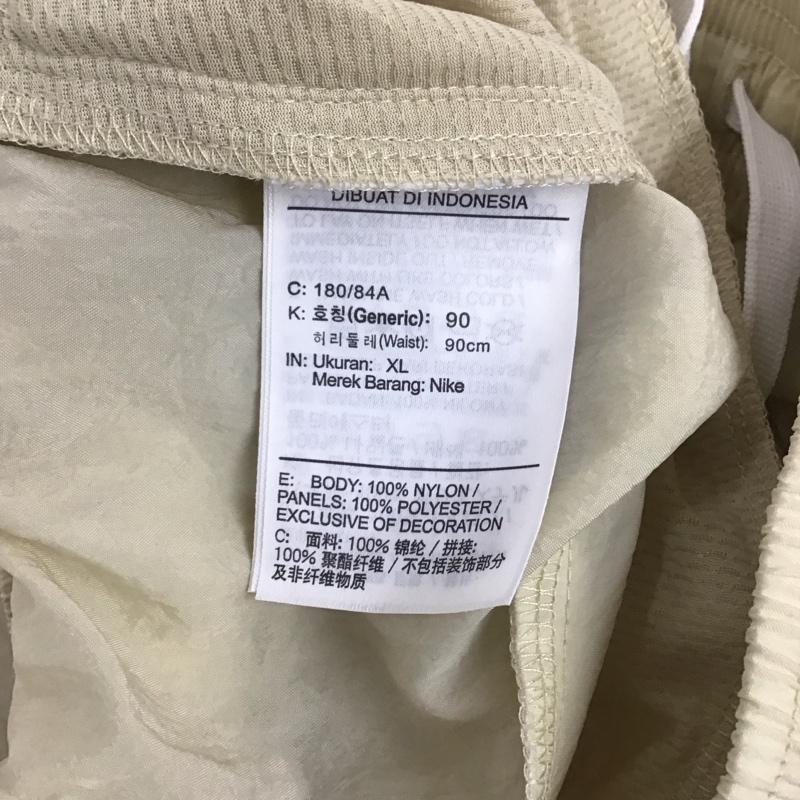 DIBUAT DI INDONESIA
C: 180/84A
K: 호칭(Generic): 90
허리둘레(Waist): 90cm
IN: Ukuran: XL
Merek Barang: Nike
E: BODY: 100% NYLON /
PANELS: 100% POLYESTER /
EXCLUSIVE OF DECORATION
C: 面料: 100% 锦纶 / 拼接:
100% 聚酯纤维 / 不包括装饰部分
及非纤维物质